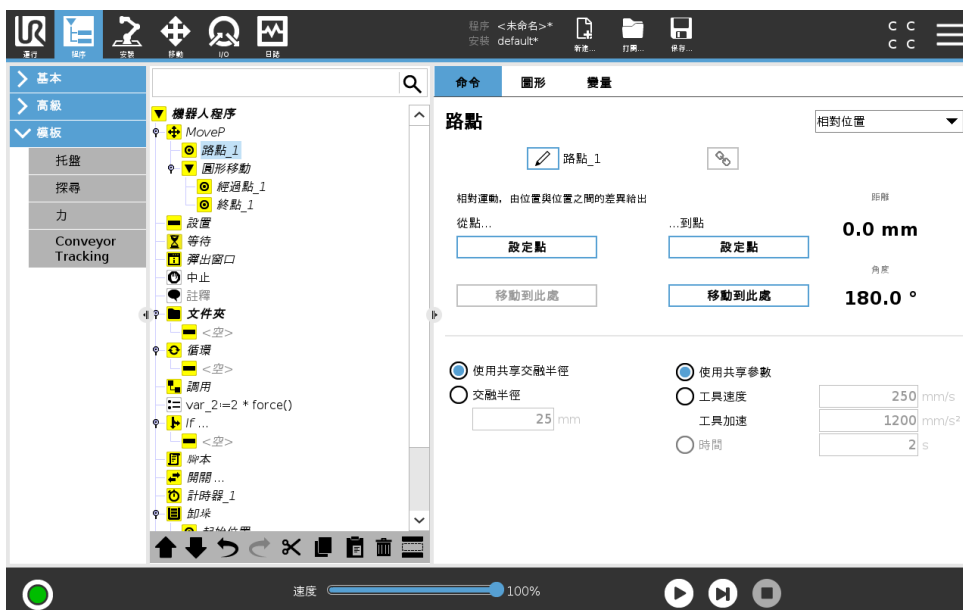 程序 <未命名>*
安裝 default*
運行
程序
安裝
移動
I/O
日誌
新建...
打開...
保存...
C C
C C
基本
高級
模板
托盤
探尋
力
Conveyor
Tracking
機器人程序
MoveP
路點_1
圓形移動
經過點_1
終點_1
設置
等待
彈出窗口
中止
註釋
文件夾
<空>
循環
<空>
調用
var_2≔2 * force()
If ...
<空>
腳本
開關 ...
計時器_1
卸垛
起始位置
命令
圖形
變量
路點
相對位置
路點_1
相對運動，由位置與位置之間的差異給出
從點...
...到點
設定點
設定點
移動到此處
移動到此處
距離
0.0 mm
角度
180.0 °
使用共享交融半徑
交融半徑
25 mm
使用共享參數
工具速度
250 mm/s
工具加速
1200 mm/s²
時間
2 s
速度
100%